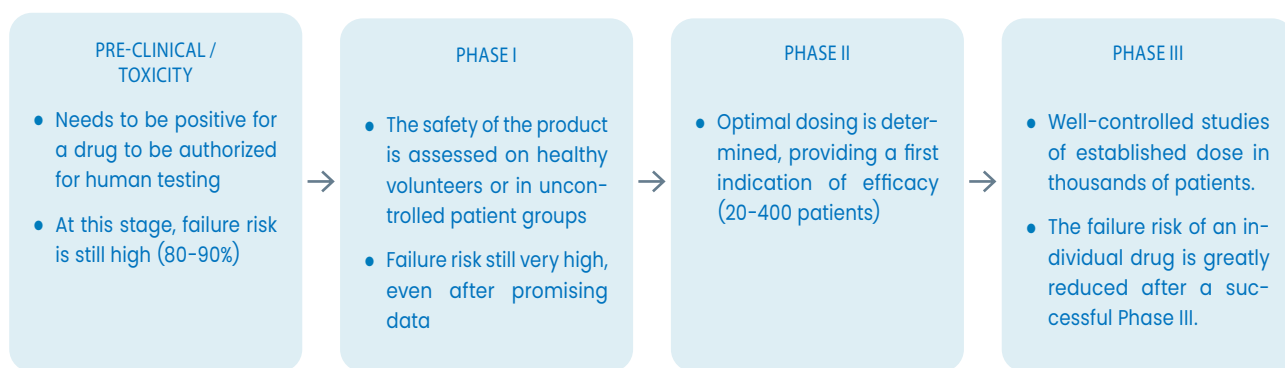 PRE-CLINICAL /
TOXICITY
● Needs to be positive for
a drug to be authorized
for human testing
● At this stage, failure risk
is still high (80-90%)
PHASE I
● The safety of the product
is assessed on healthy
volunteers or in uncon-
trolled patient groups
● Failure risk still very high,
even after promising
data
PHASE II
● Optimal dosing is deter-
mined, providing a first
indication of efficacy
(20-400 patients)
PHASE III
● Well-controlled studies
of established dose in
thousands of patients.
● The failure risk of an in-
dividual drug is greatly
reduced after a suc-
cessful Phase III.